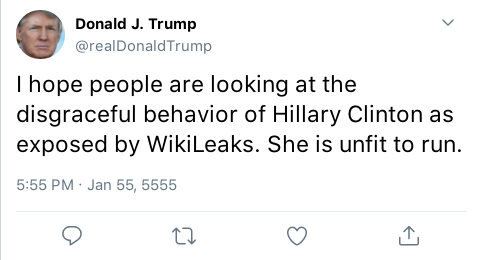 Donald J. Trump
@realDonaldTrump
I hope people are looking at the
disgraceful behavior of Hillary Clinton as
exposed by WikiLeaks. She is unfit to run.
5:55 PM · Jan 55, 5555